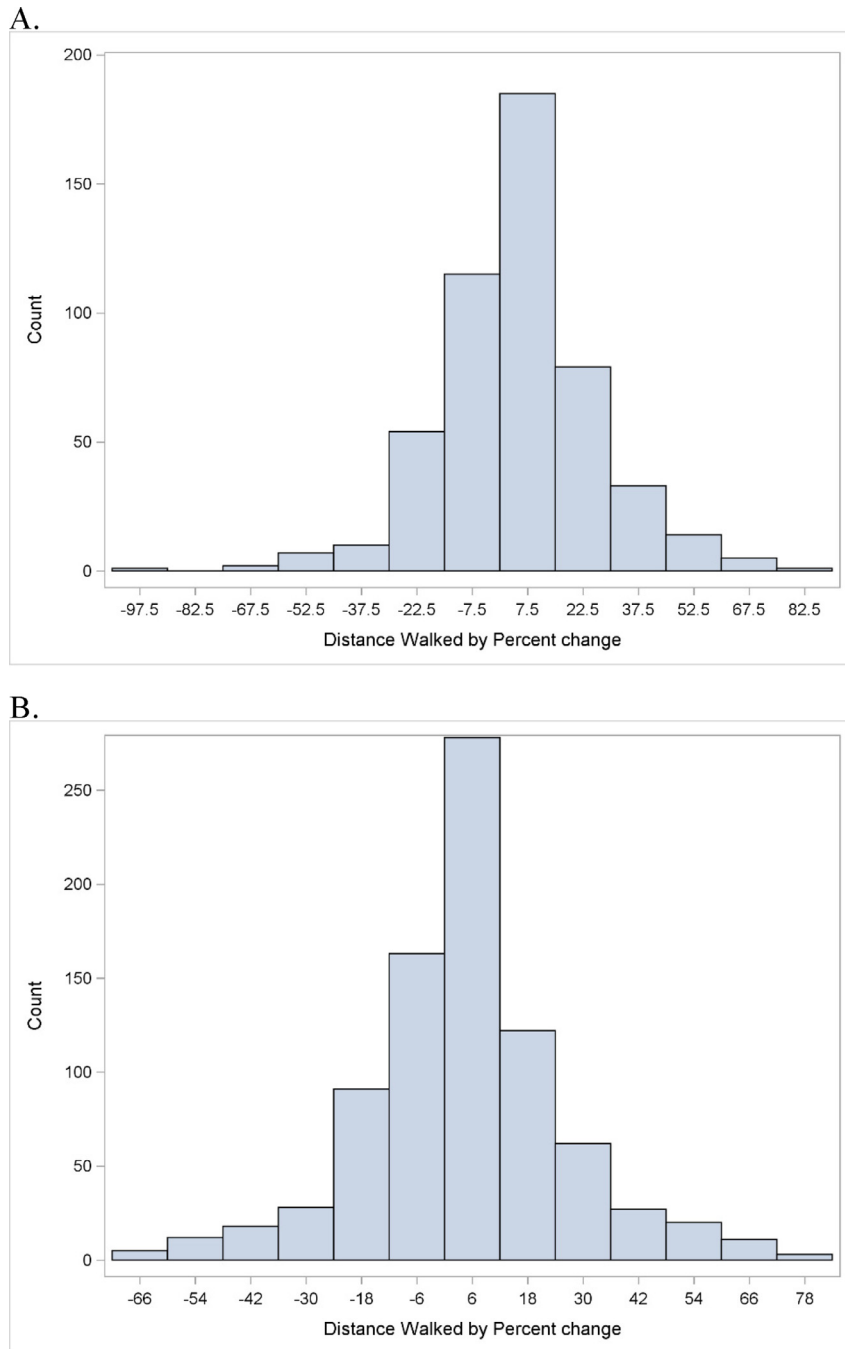 A.
200
150
100
50
0
Count
-97.5 -82.5 -67.5 -52.5 -37.5 -22.5 -7.5 7.5 22.5 37.5 52.5 67.5 82.5
Distance Walked by Percent change
B.
250
200
150
100
50
0
Count
-66 -54 -42 -30 -18 -6 6 18 30 42 54 66 78
Distance Walked by Percent change